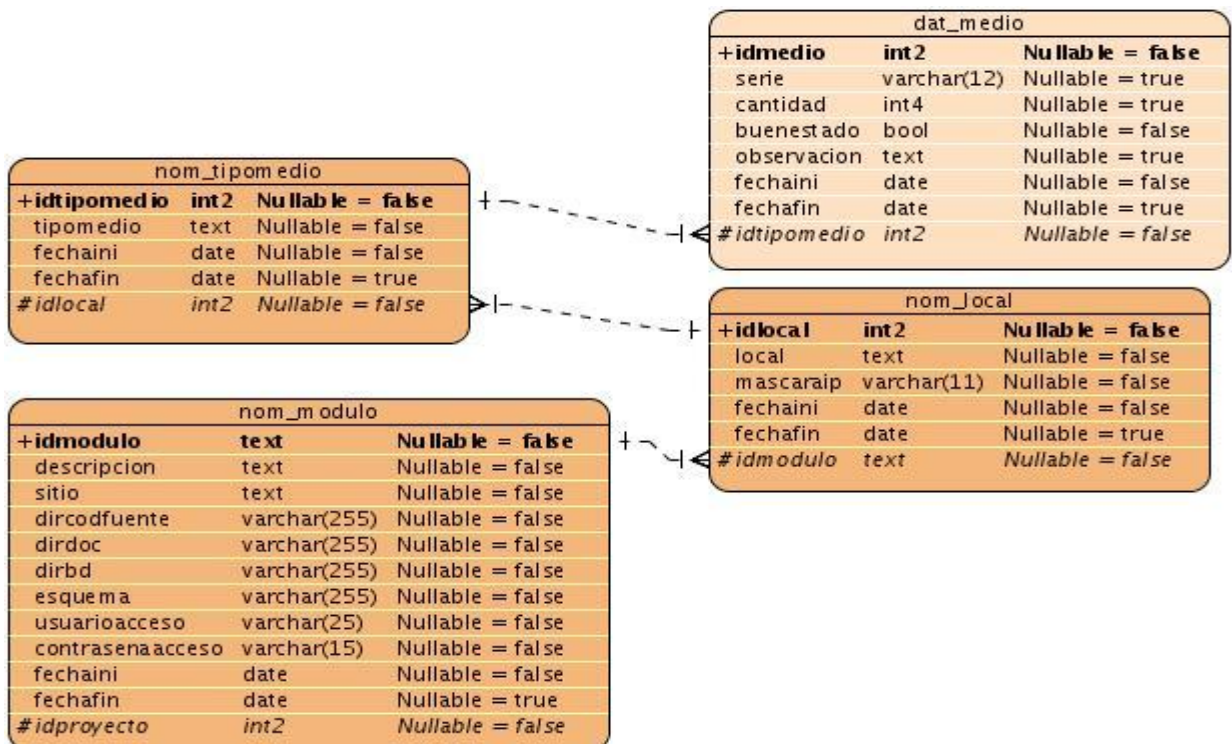 dat_medio
+idmedio int2 Nullable = false
serie varchar(12) Nullable = true
cantidad int4 Nullable = true
buenestado bool Nullable = false
observacion text Nullable = true
fechaini date Nullable = false
fechafin date Nullable = true
#idtipomedio int2 Nullable = false
nom_tipomedio
+idtipomedio int2 Nullable = false
tipomedio text Nullable = false
fechaini date Nullable = false
fechafin date Nullable = true
#idlocal int2 Nullable = false
nom_local
+idlocal int2 Nullable = false
local text Nullable = false
mascaraip varchar(11) Nullable = false
fechaini date Nullable = false
fechafin date Nullable = true
#idmodulo text Nullable = false
nom_modulo
+idmodulo text Nullable = false
descripcion text Nullable = false
sitio text Nullable = false
dircodfuente varchar(255) Nullable = false
dirdoc varchar(255) Nullable = false
dirbd varchar(255) Nullable = false
esquema varchar(255) Nullable = false
usuarioacceso varchar(25) Nullable = false
contrasenaacceso varchar(15) Nullable = false
fechaini date Nullable = false
fechafin date Nullable = true
#idproyecto int2 Nullable = false